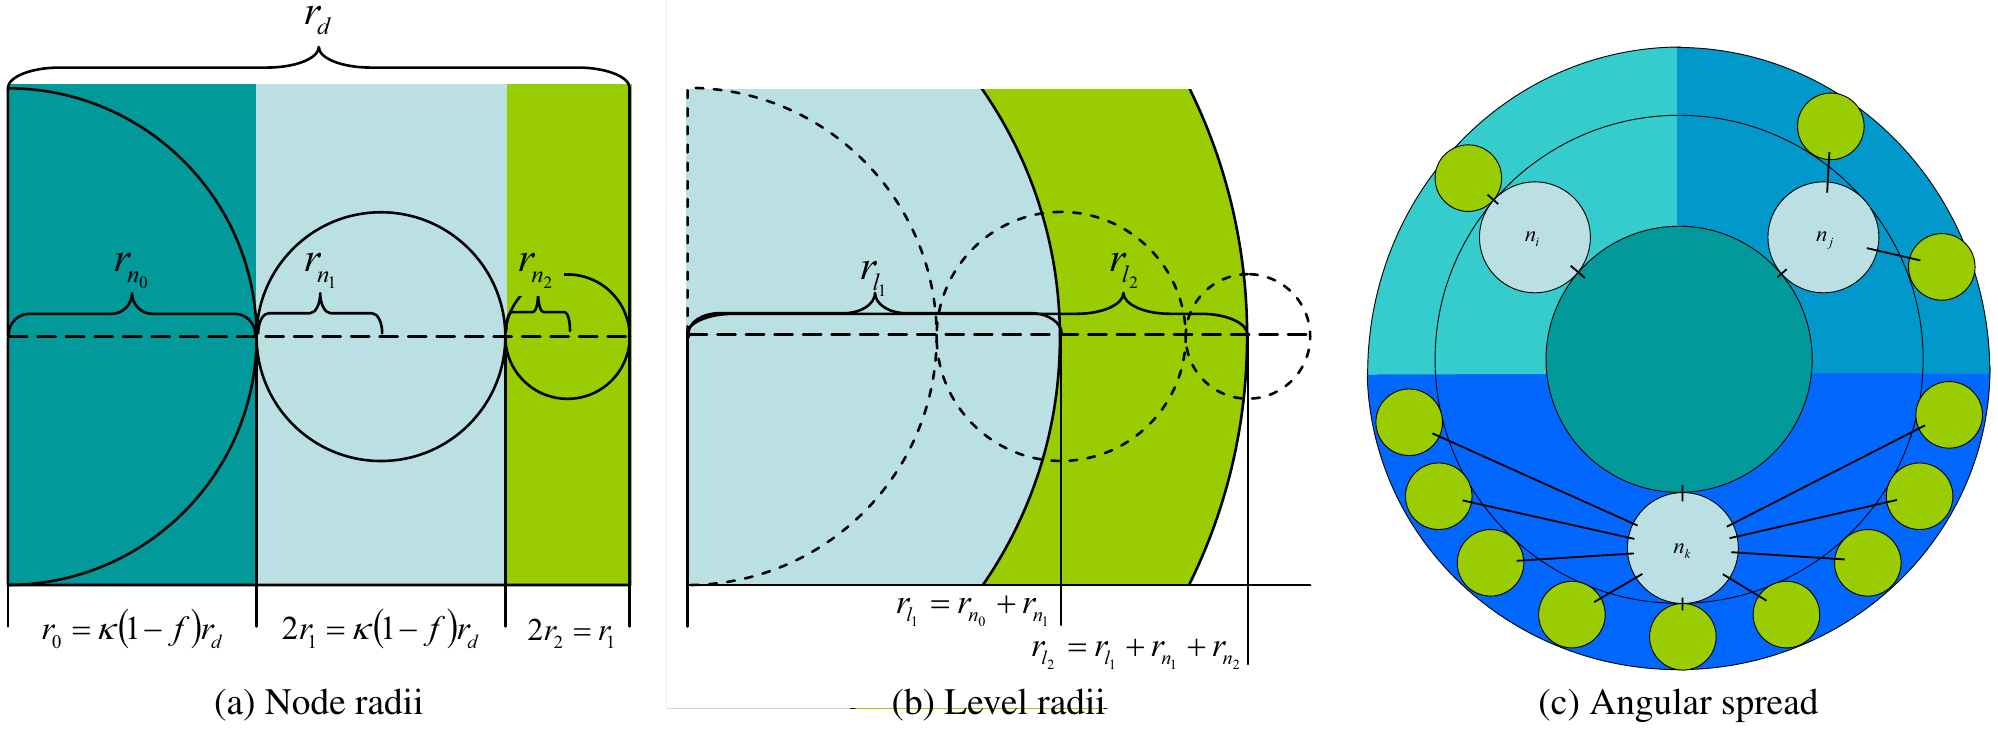 r_d
r_{n_0}
r_{n_1}
r_{n_2}
r_0 = κ(1 − f)r_d
2r_1 = κ(1 − f)r_d
2r_2 = r_1
(a) Node radii
r_{l_1}
r_{l_2}
r_{l_1} = r_{n_0} + r_{n_1}
r_{l_2} = r_{l_1} + r_{n_1} + r_{n_2}
(b) Level radii
n_i
n_j
n_k
(c) Angular spread